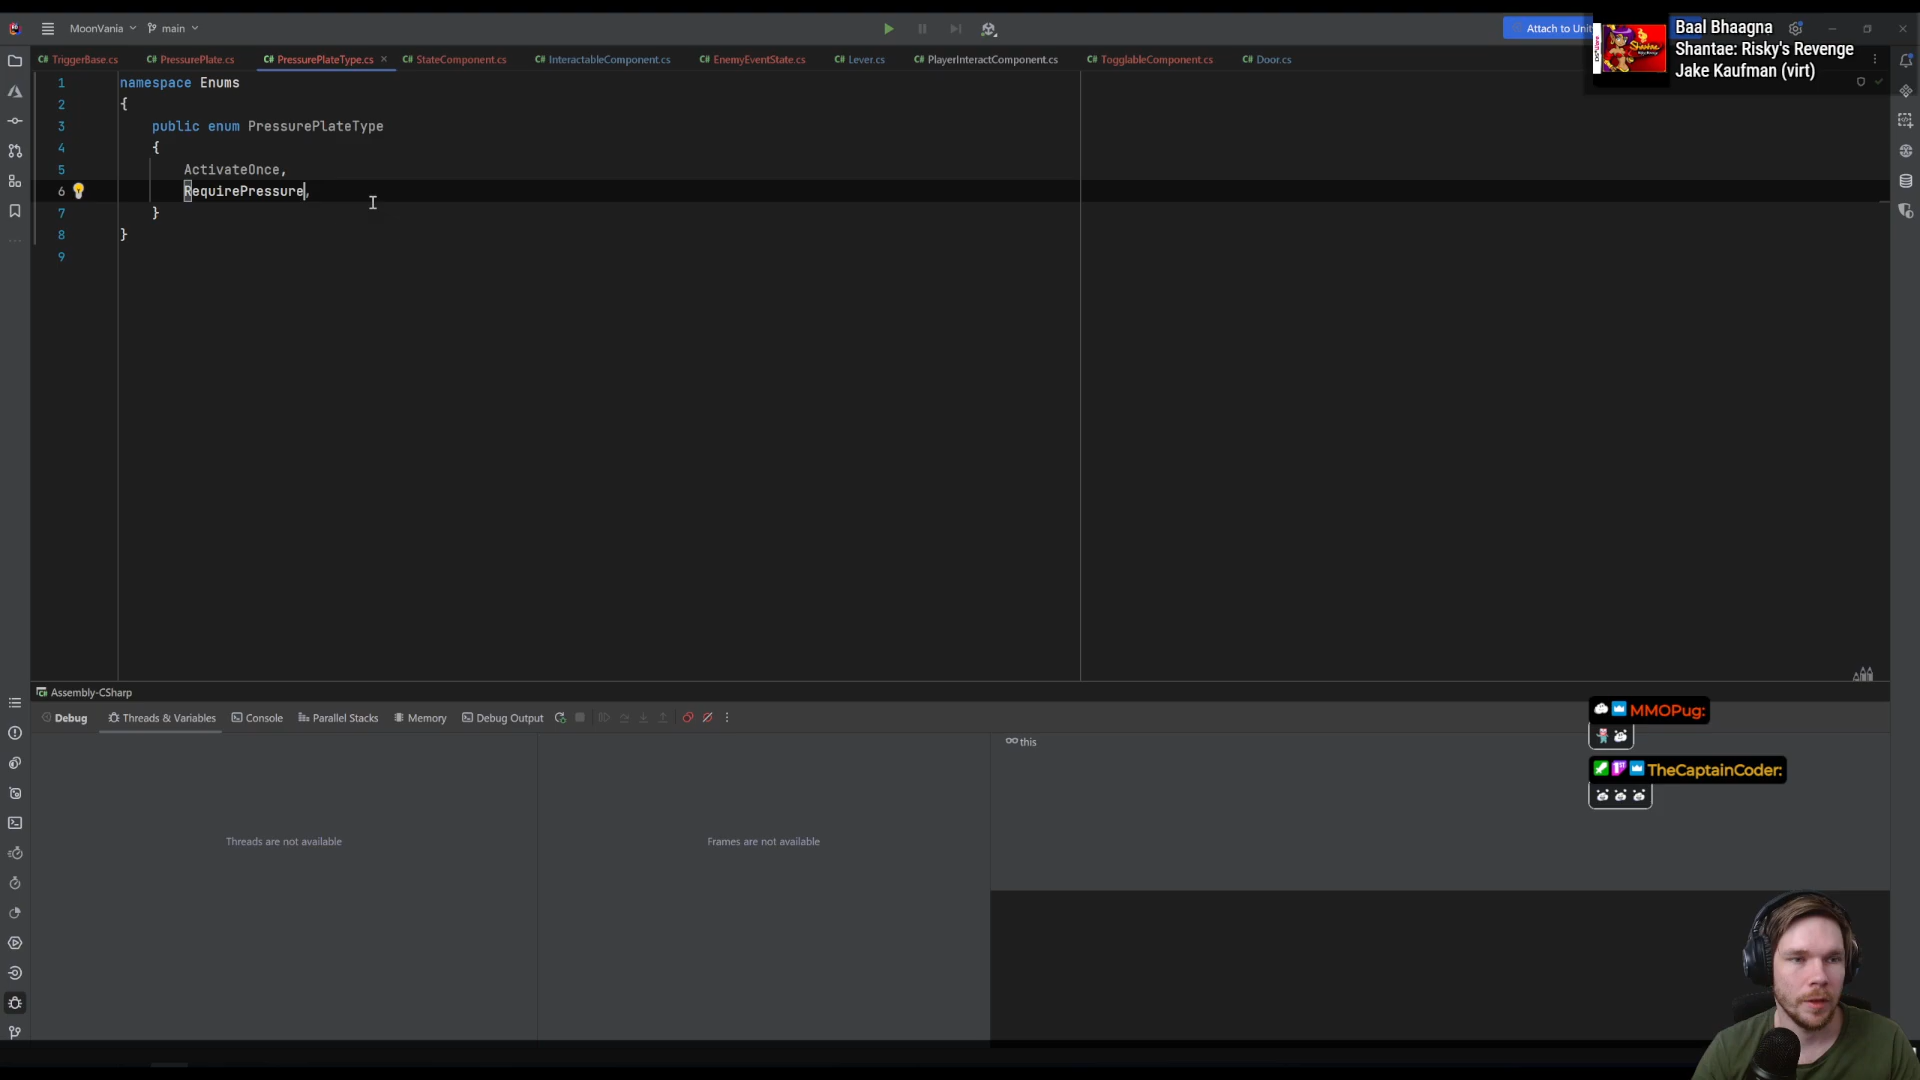 MoonVania
main
Attach to Unit
Baal Bhaagna
Shantae: Risky's Revenge
Jake Kaufman (virt)
C# TriggerBase.cs
C# PressurePlate.cs
C# PressurePlateType.cs
C# StateComponent.cs
C# InteractableComponent.cs
C# EnemyEventState.cs
C# Lever.cs
C# PlayerInteractComponent.cs
C# TogglableComponent.cs
C# Door.cs
1 namespace Enums
2 {
3 public enum PressurePlateType
4 {
5 ActivateOnce,
6 RequirePressure,
7 }
8 }
9
Assembly-CSharp
Debug
Threads & Variables
Console
Parallel Stacks
Memory
Debug Output
this
Threads are not available
Frames are not available
MMOPug:
TheCaptainCoder: